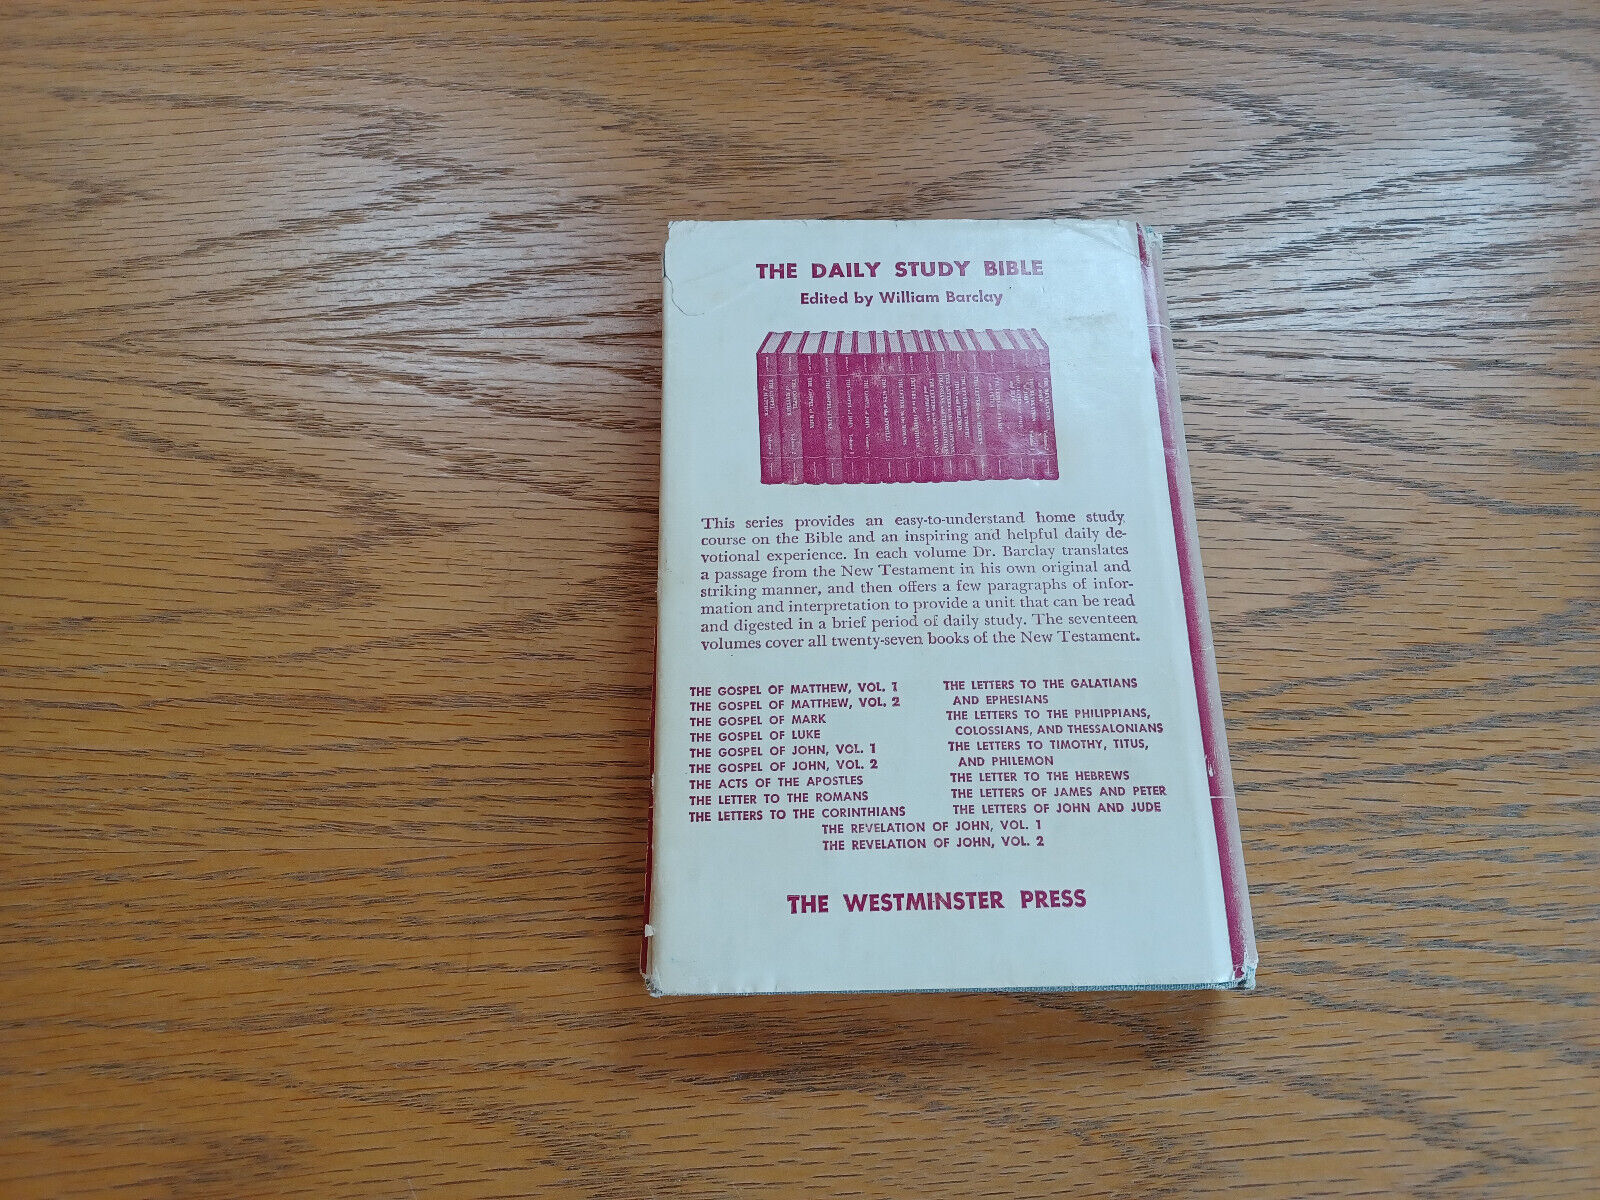 THE DAILY STUDY BIBLE
Edited by William Barclay
This series provides an easy-to-understand home study
course on the Bible and an inspiring and helpful daily de-
votional experience. In each volume Dr. Barclay translates
a passage from the New Testament in his own original and
striking manner, and then offers a few paragraphs of infor-
mation and interpretation to provide a unit that can be read
and digested in a brief period of daily study. The seventeen
volumes cover all twenty-seven books of the New Testament.
THE GOSPEL OF MATTHEW, VOL. 1
THE GOSPEL OF MATTHEW, VOL. 2
THE GOSPEL OF MARK
THE GOSPEL OF LUKE
THE GOSPEL OF JOHN, VOL. 1
THE GOSPEL OF JOHN, VOL. 2
THE ACTS OF THE APOSTLES
THE LETTER TO THE ROMANS
THE LETTERS TO THE CORINTHIANS
THE LETTERS TO THE GALATIANS
AND EPHESIANS
THE LETTERS TO THE PHILIPPIANS,
COLOSSIANS, AND THESSALONIANS
THE LETTERS TO TIMOTHY, TITUS,
AND PHILEMON
THE LETTER TO THE HEBREWS
THE LETTERS OF JAMES AND PETER
THE LETTERS OF JOHN AND JUDE
THE REVELATION OF JOHN, VOL. 1
THE REVELATION OF JOHN, VOL. 2
THE WESTMINSTER PRESS